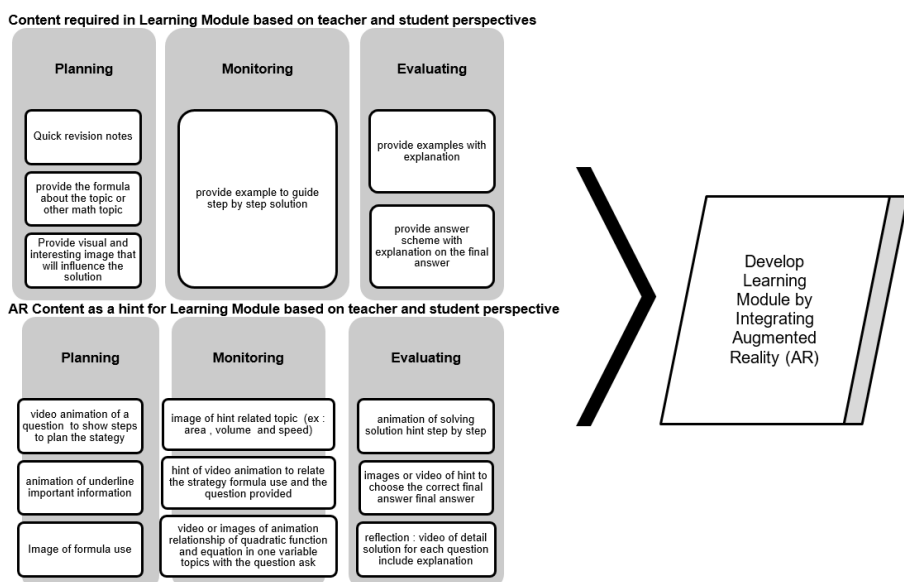 Content required in Learning Module based on teacher and student perspectives
Planning
Quick revision notes
provide the formula
about the topic or
other math topic
Provide visual and
interesting image that
will influence the
solution
Monitoring
provide example to guide
step by step solution
Evaluating
provide examples with
explanation
provide answer
scheme with
explanation on the final
answer
AR Content as a hint for Learning Module based on teacher and student perspective
Planning
video animation of a
question to show steps
to plan the stategy
animation of underline
important information
Image of formula use
Monitoring
image of hint related topic (ex :
area , volume and speed)
hint of video animation to relate
the strategy formula use and the
question provided
video or images of animation
relationship of quadratic function
and equation in one variable
topics with the question ask
Evaluating
animation of solving
solution hint step by step
images or video of hint to
choose the correct final
answer final answer
reflection : video of detail
solution for each question
include explanation
Develop
Learning
Module by
Integrating
Augmented
Reality (AR)